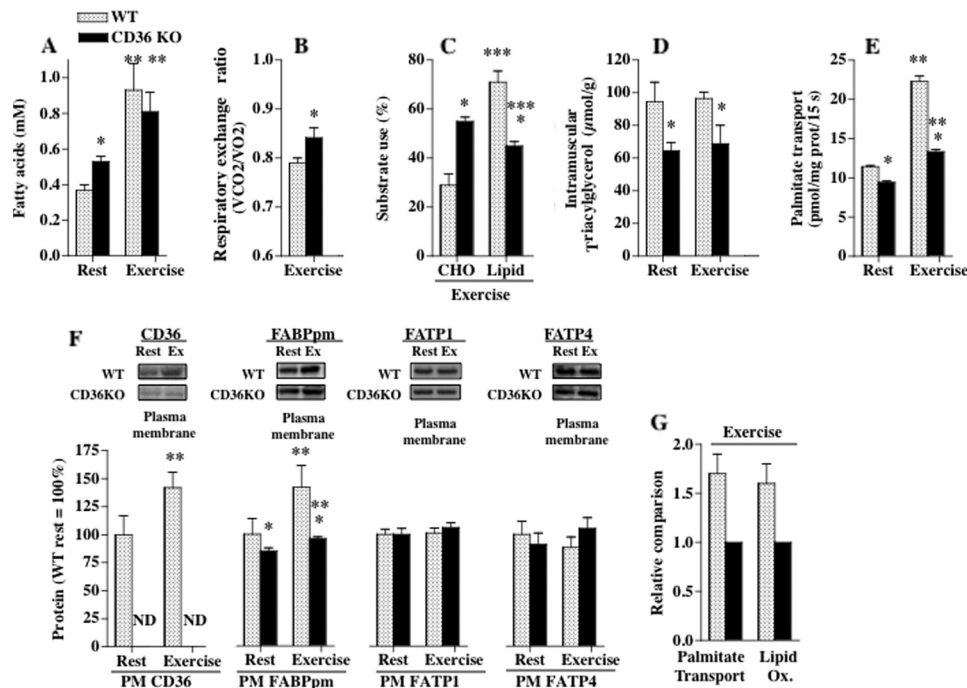 WT
CD36 KO
A
Fatty acids (mM)
1.0
0.8
0.6
0.4
0.2
0.0
*
** **
Rest Exercise
B
Respiratory exchange ratio
(VCO2/VO2)
1.0
0.9
0.8
0.7
0.6
*
Exercise
C
Substrate use (%)
80
60
40
20
0
*
***
***
*
CHO Lipid
Exercise
D
Intramuscular
Triacylglycerol (µmol/g)
120
100
80
60
40
20
0
*
*
Rest Exercise
E
Palmitate transport
(pmol/mg prot/15 s)
25
20
15
10
5
0
*
**
**
*
Rest Exercise
F
CD36
Rest Ex
WT
CD36KO
Plasma
membrane
FABPpm
Rest Ex
WT
CD36KO
Plasma
membrane
FATP1
Rest Ex
WT
CD36KO
Plasma
membrane
FATP4
Rest Ex
WT
CD36KO
Plasma
membrane
Protein (WT rest = 100%)
175
150
125
100
75
50
25
0
**
ND ND
Rest Exercise
PM CD36
*
**
**
*
Rest Exercise
PM FABPpm
Rest Exercise
PM FATP1
Rest Exercise
PM FATP4
G
Exercise
Relative comparison
2.0
1.5
1.0
0.5
0.0
Palmitate Lipid
Transport Ox.